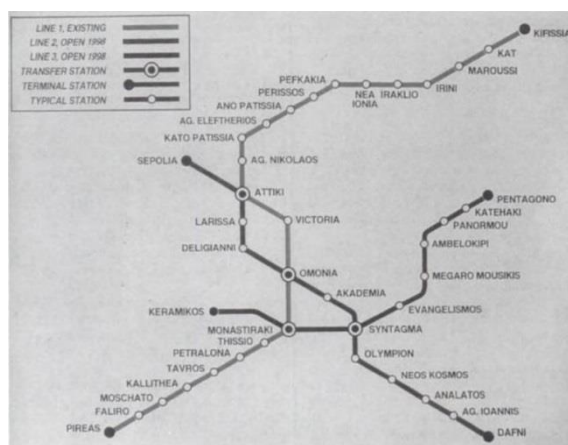 LINE 1, EXISTING
LINE 2, OPEN 1998
LINE 3, OPEN 1998
TRANSFER STATION
TERMINAL STATION
TYPICAL STATION
KIFISSIA
KAT
MAROUSSI
IRINI
IRAKLIO
NEA
IONIA
PEFKAKIA
PERISSOS
ANO PATISSIA
AG. ELEFTHERIOS
KATO PATISSIA
AG. NIKOLAOS
SEPOLIA
ATTIKI
LARISSA
VICTORIA
DELIGIANNI
OMONIA
PENTAGONO
KATEHAKI
PANORMOU
AMBELOKIPI
MEGARO MOUSIKIS
EVANGELISMOS
AKADEMIA
KERAMIKOS
MONASTIRAKI
SYNTAGMA
THISSIO
PETRALONA
TAVROS
KALLITHEA
MOSCHATO
FALIRO
PIREAS
OLYMPION
NEOS KOSMOS
ANALATOS
AG. IOANNIS
DAFNI